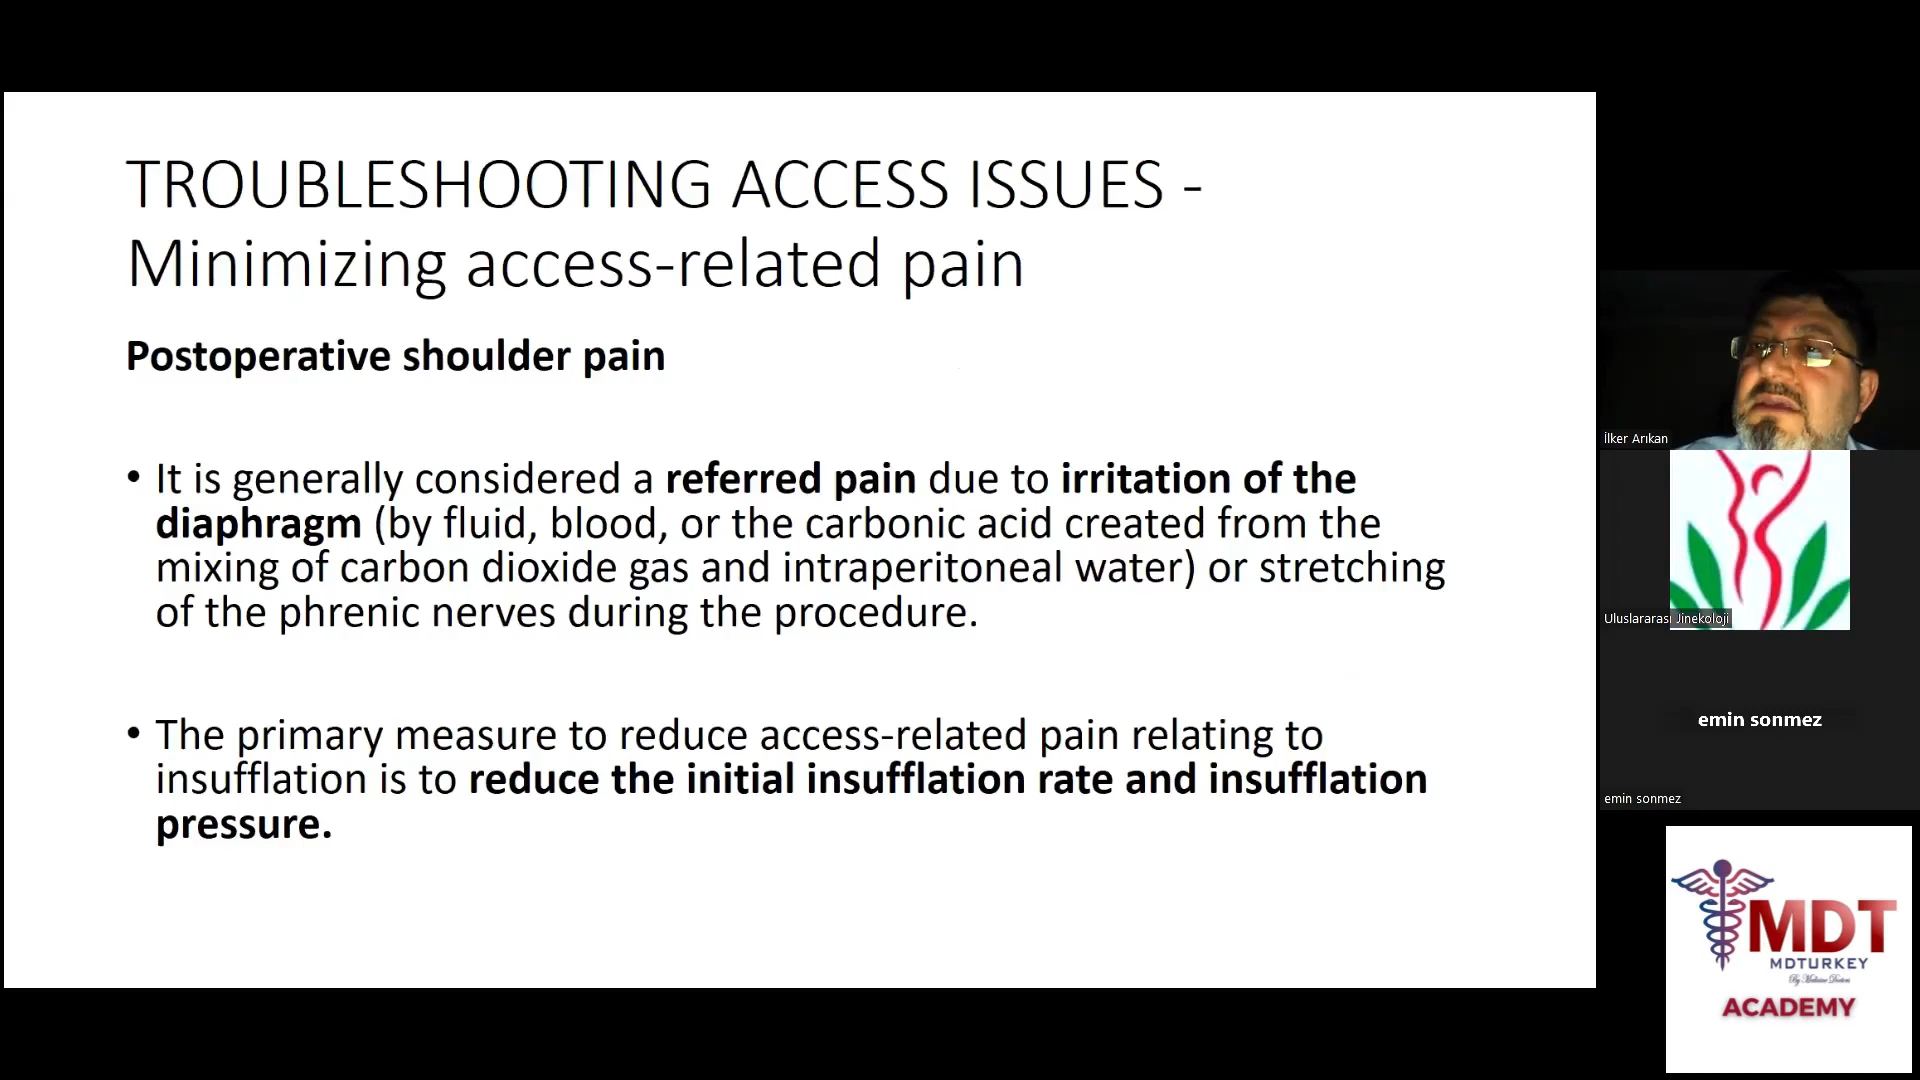 TROUBLESHOOTING ACCESS ISSUES -
Minimizing access-related pain
Postoperative shoulder pain
• It is generally considered a referred pain due to irritation of the
diaphragm (by fluid, blood, or the carbonic acid created from the
mixing of carbon dioxide gas and intraperitoneal water) or stretching
of the phrenic nerves during the procedure.
• The primary measure to reduce access-related pain relating to
insufflation is to reduce the initial insufflation rate and insufflation
pressure.
İlker Arıkan
Uluslararası Jinekoloji
emin sonmez
emin sonmez
MDT
MDTURKEY
By Medicine Doctors
ACADEMY